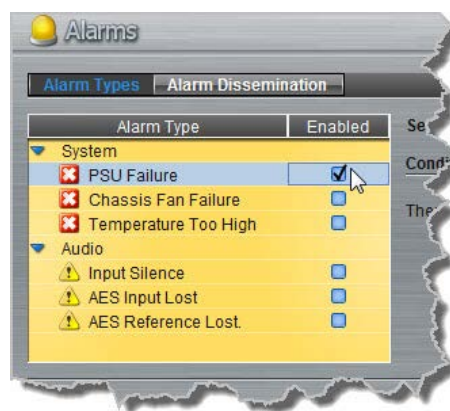 Alarms
Alarm Types Alarm Dissemination
Alarm Type Enabled
System
PSU Failure
Chassis Fan Failure
Temperature Too High
Audio
Input Silence
AES Input Lost
AES Reference Lost.